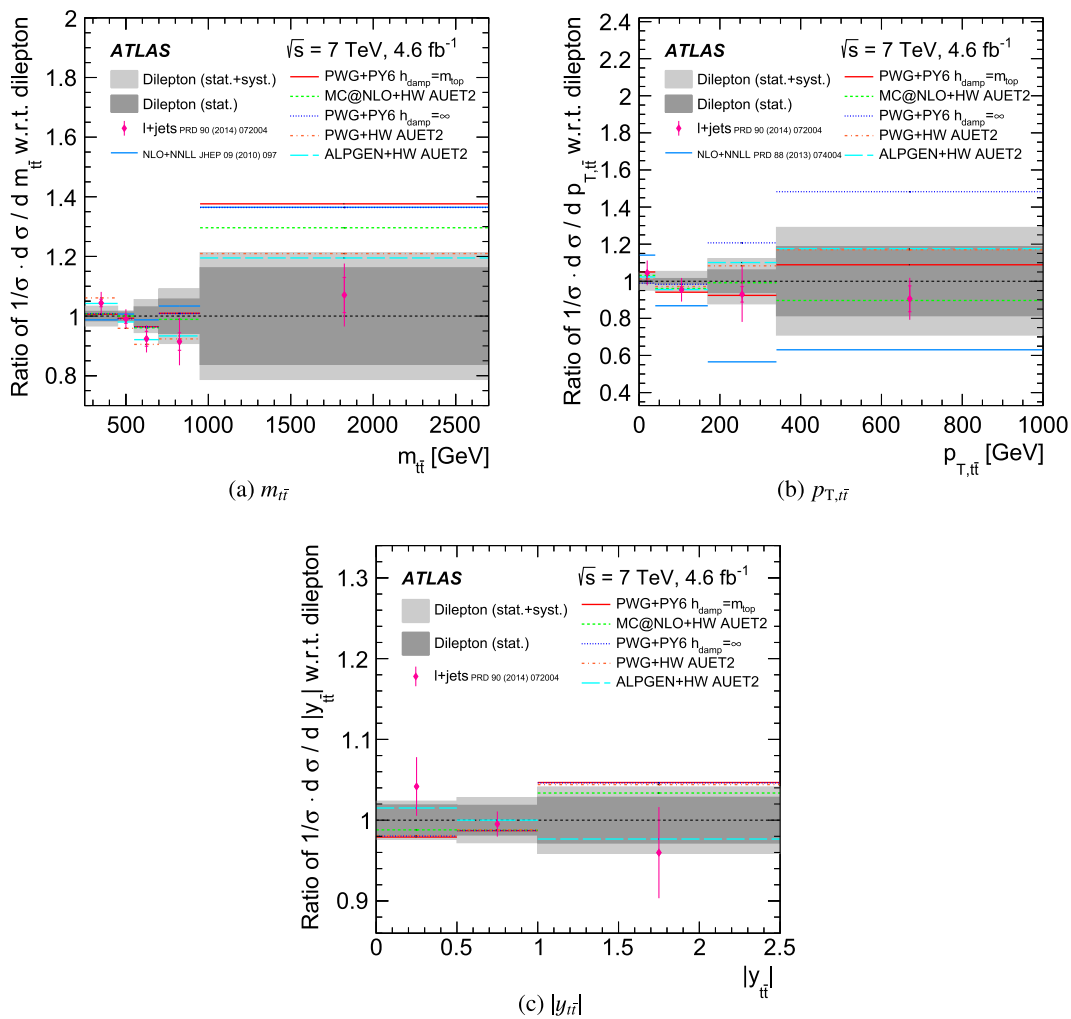 ATLAS
√s = 7 TeV, 4.6 fb⁻¹
Dilepton (stat.+syst.)
Dilepton (stat.)
l+jets PRD 90 (2014) 072004
NLO+NNLL JHEP 09 (2010) 097
PWG+PY6 h_damp=m_top
MC@NLO+HW AUET2
PWG+PY6 h_damp=∞
PWG+HW AUET2
ALPGEN+HW AUET2
Ratio of 1/σ · d σ / d m_tt̄ w.r.t. dilepton
2
1.8
1.6
1.4
1.2
1
0.8
500 1000 1500 2000 2500
m_tt̄ [GeV]
(a) m_tt̄
ATLAS
√s = 7 TeV, 4.6 fb⁻¹
Dilepton (stat.+syst.)
Dilepton (stat.)
l+jets PRD 90 (2014) 072004
NLO+NNLL PRD 88 (2013) 074004
PWG+PY6 h_damp=m_top
MC@NLO+HW AUET2
PWG+PY6 h_damp=∞
PWG+HW AUET2
ALPGEN+HW AUET2
Ratio of 1/σ · d σ / d p_T,tt̄ w.r.t. dilepton
2.4
2.2
2
1.8
1.6
1.4
1.2
1
0.8
0.6
0.4
0 200 400 600 800 1000
p_T,tt̄ [GeV]
(b) p_T,tt̄
ATLAS
√s = 7 TeV, 4.6 fb⁻¹
Dilepton (stat.+syst.)
Dilepton (stat.)
l+jets PRD 90 (2014) 072004
PWG+PY6 h_damp=m_top
MC@NLO+HW AUET2
PWG+PY6 h_damp=∞
PWG+HW AUET2
ALPGEN+HW AUET2
Ratio of 1/σ · d σ / d |y_tt̄| w.r.t. dilepton
1.3
1.2
1.1
1
0.9
0 0.5 1 1.5 2 2.5
|y_tt̄|
(c) |y_tt̄|